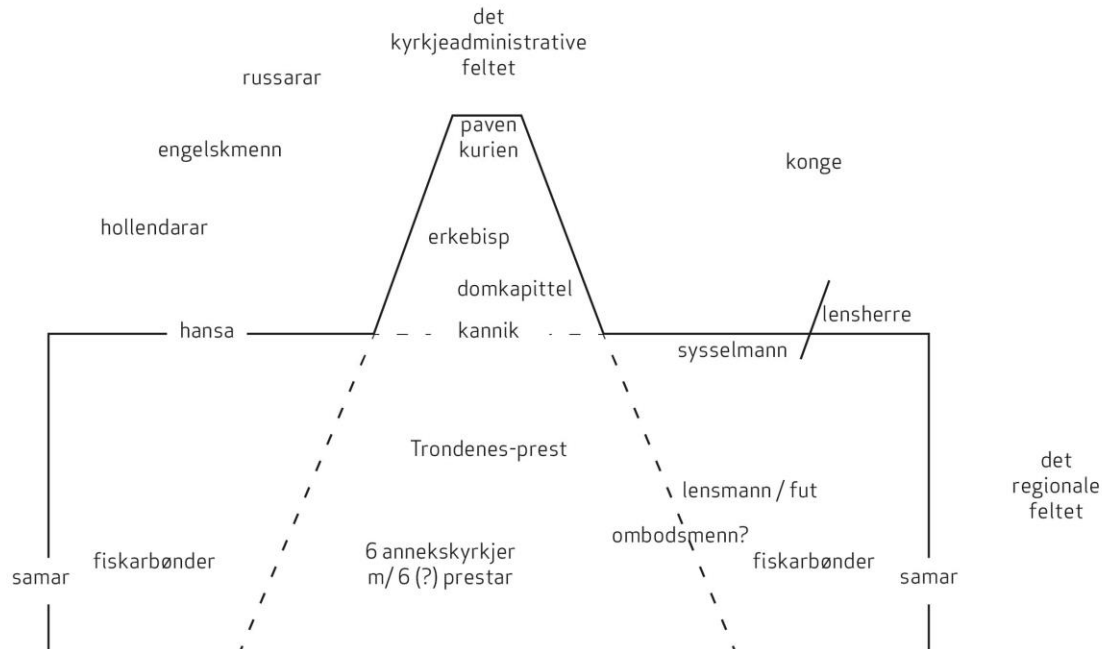 det
kyrkjeadministrative
feltet
russarar
paven
kurien
engelskmenn
konge
hollendarar
erkebisp
domkapittel
lensherre
hansa
kannik
sysselmann
Trondenes-prest
det
regionale
feltet
lensmann / fut
ombodsmenn?
6 annekskyrkjer
m/ 6 (?) prestar
fiskarbønder
fiskarbønder
samar
samar